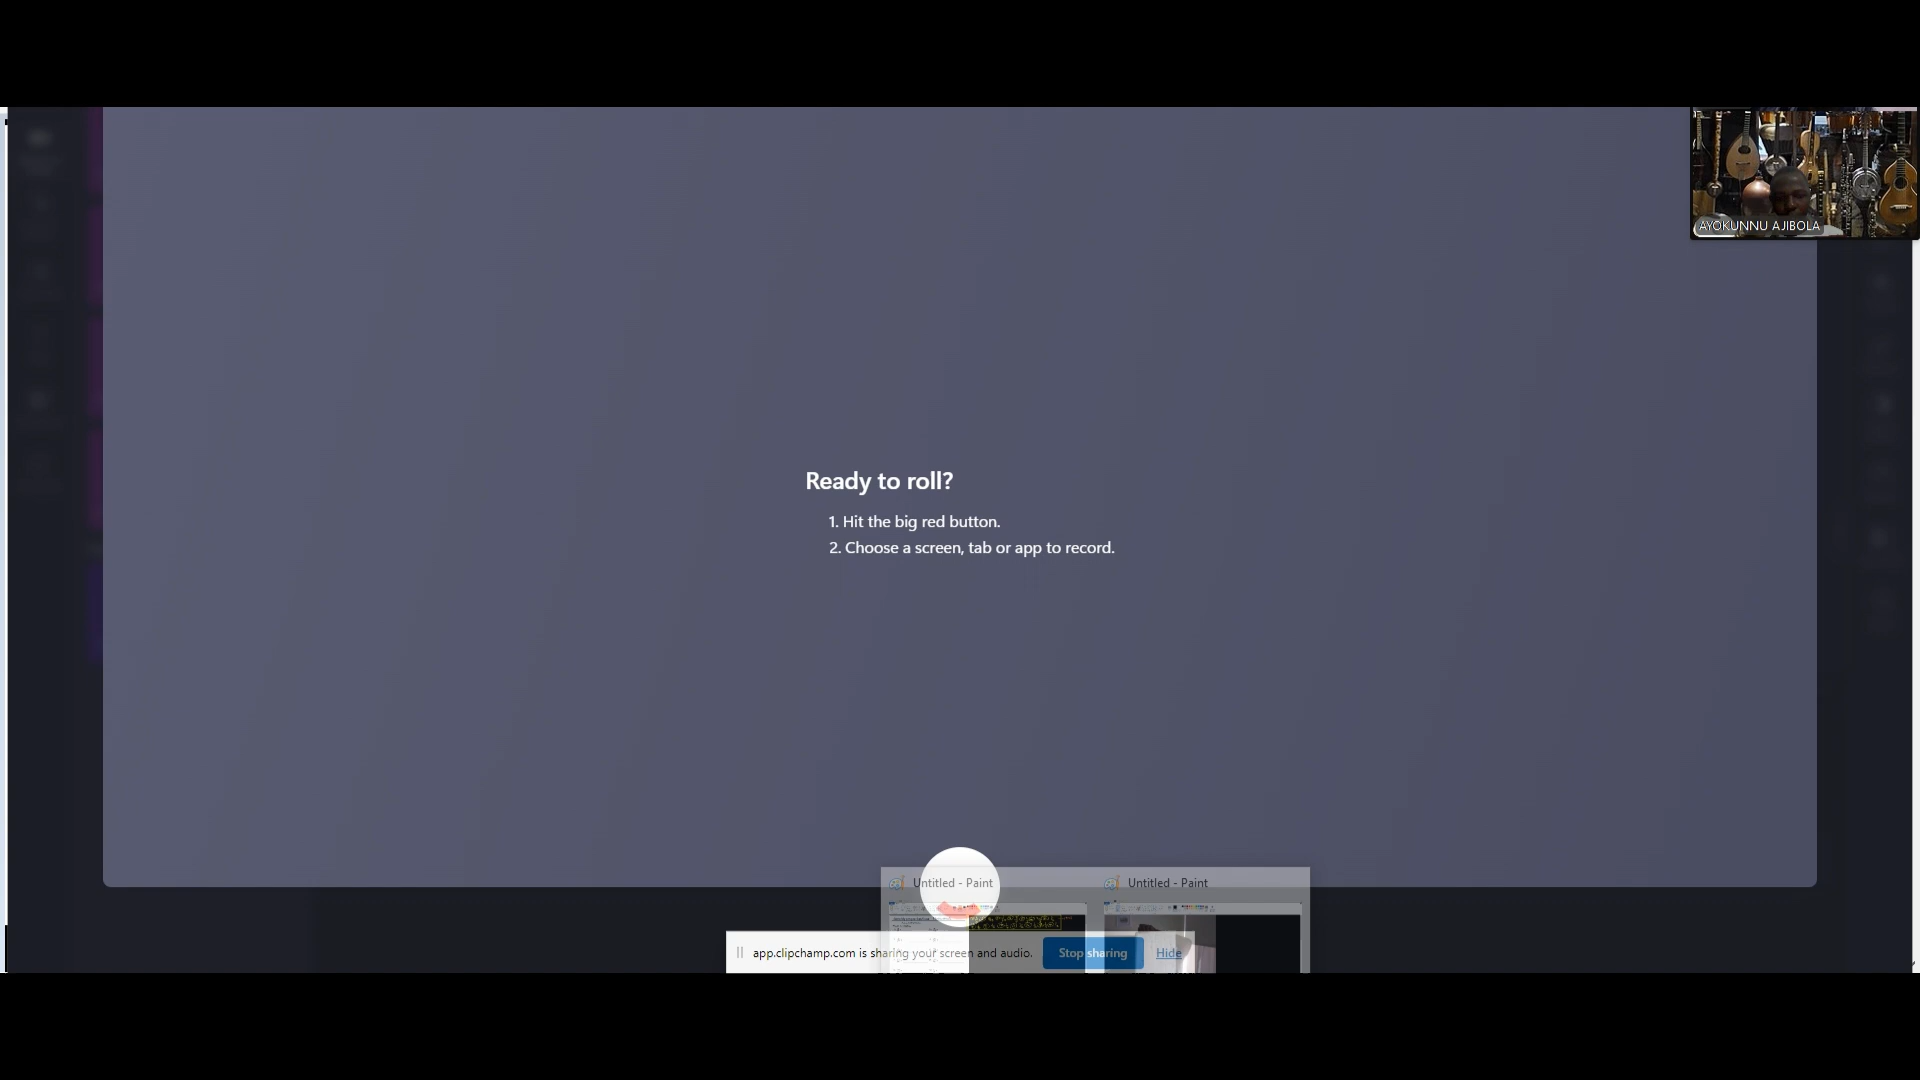 AYOKUNNU AJIBOLA
Ready to roll?
1. Hit the big red button.
2. Choose a screen, tab or app to record.
Untitled - Paint
Untitled - Paint
app.clipchamp.com is sharing your screen and audio.
Stop sharing
Hide